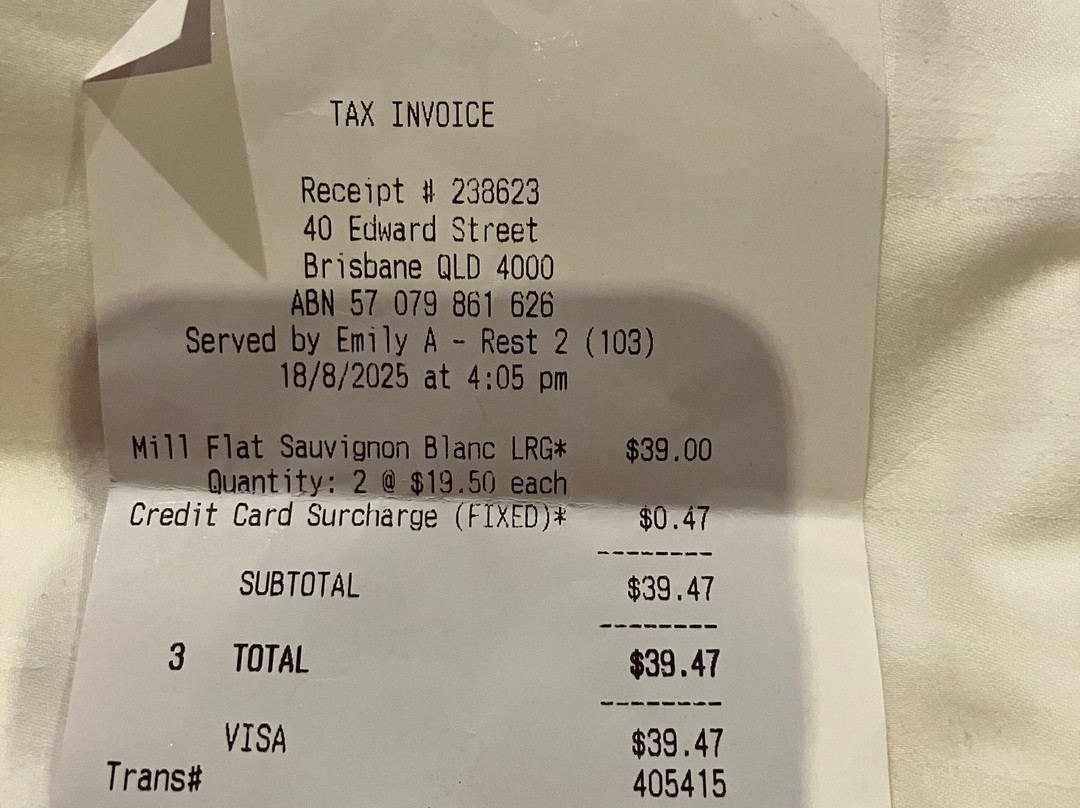 TAX INVOICE
Receipt # 238623
40 Edward Street
Brisbane QLD 4000
ABN 57 079 861 626
Served by Emily A - Rest 2 (103)
18/8/2025 at 4:05 pm
Mill Flat Sauvignon Blanc LRG* $39.00
Quantity: 2 @ $19.50 each
Credit Card Surcharge (FIXED)* $0.47
--------
SUBTOTAL $39.47
--------
3 TOTAL $39.47
--------
VISA $39.47
Trans# 405415